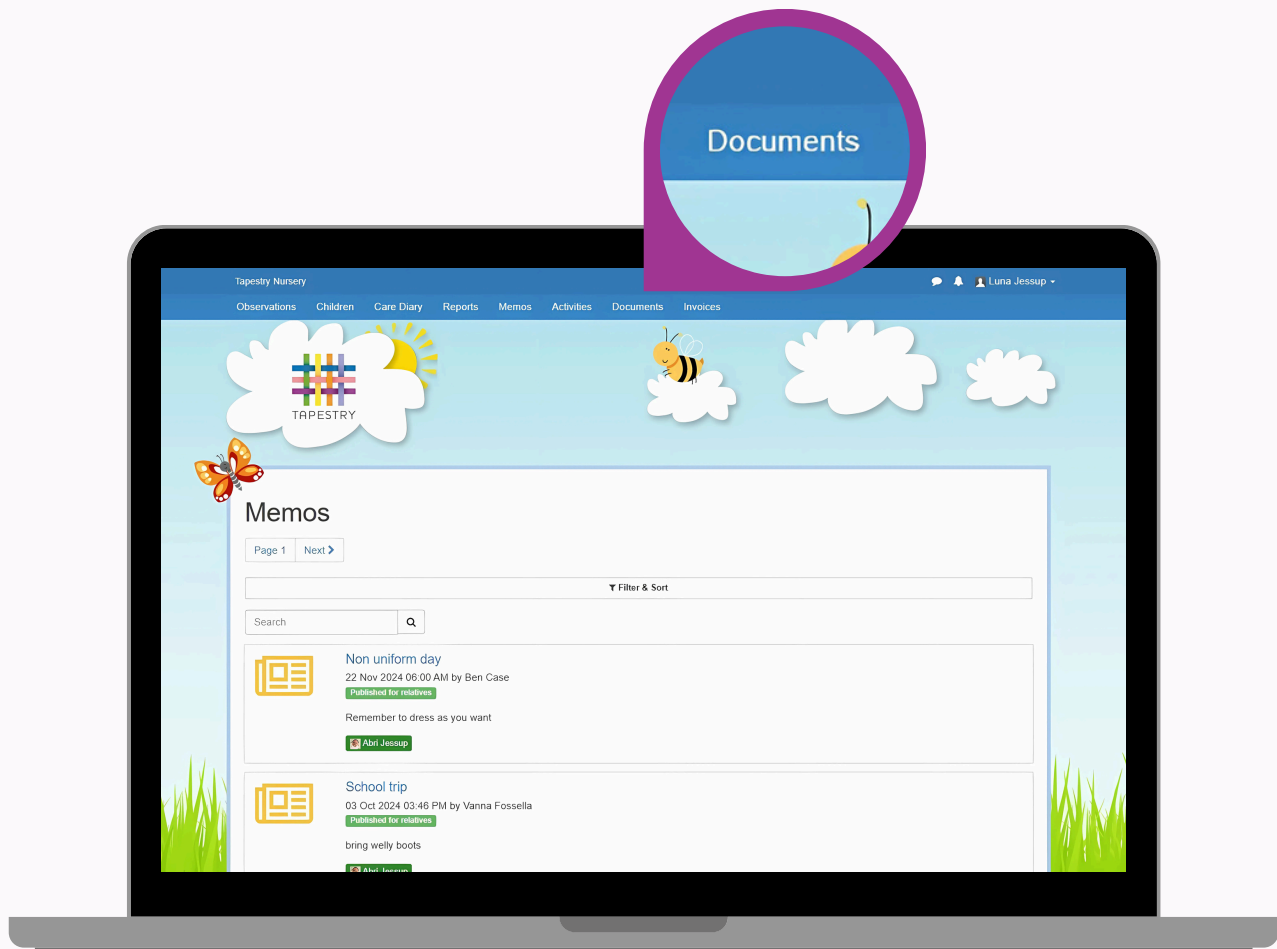 Documents
Tapestry Nursery
Luna Jessup
Observations Children Care Diary Reports Memos Activities Documents Invoices
TAPESTRY
Memos
Page 1 Next
Filter & Sort
Search
Non uniform day
22 Nov 2024 06:00 AM by Ben Case
Published for relatives
Remember to dress as you want
Abri Jessup
School trip
03 Oct 2024 03:46 PM by Vanna Fossella
Published for relatives
bring welly boots
Abri Jessup